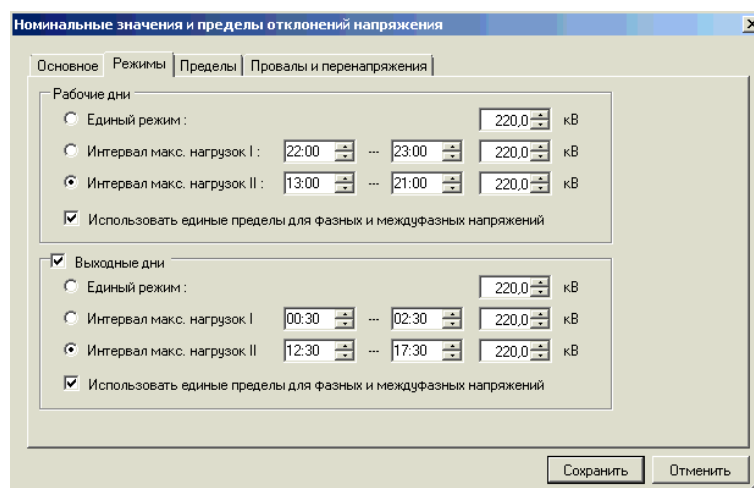 Номинальные значения и пределы отклонений напряжения
Основное Режимы Пределы Провалы и перенапряжения
Рабочие дни
Единый режим : 220,0 кВ
Интервал макс. нагрузок I : 22:00 --- 23:00 220,0 кВ
Интервал макс. нагрузок II : 13:00 --- 21:00 220,0 кВ
Использовать единые пределы для фазных и междуфазных напряжений
Выходные дни
Единый режим : 220,0 кВ
Интервал макс. нагрузок I 00:30 --- 02:30 220,0 кВ
Интервал макс. нагрузок II 12:30 --- 17:30 220,0 кВ
Использовать единые пределы для фазных и междуфазных напряжений
Сохранить Отменить